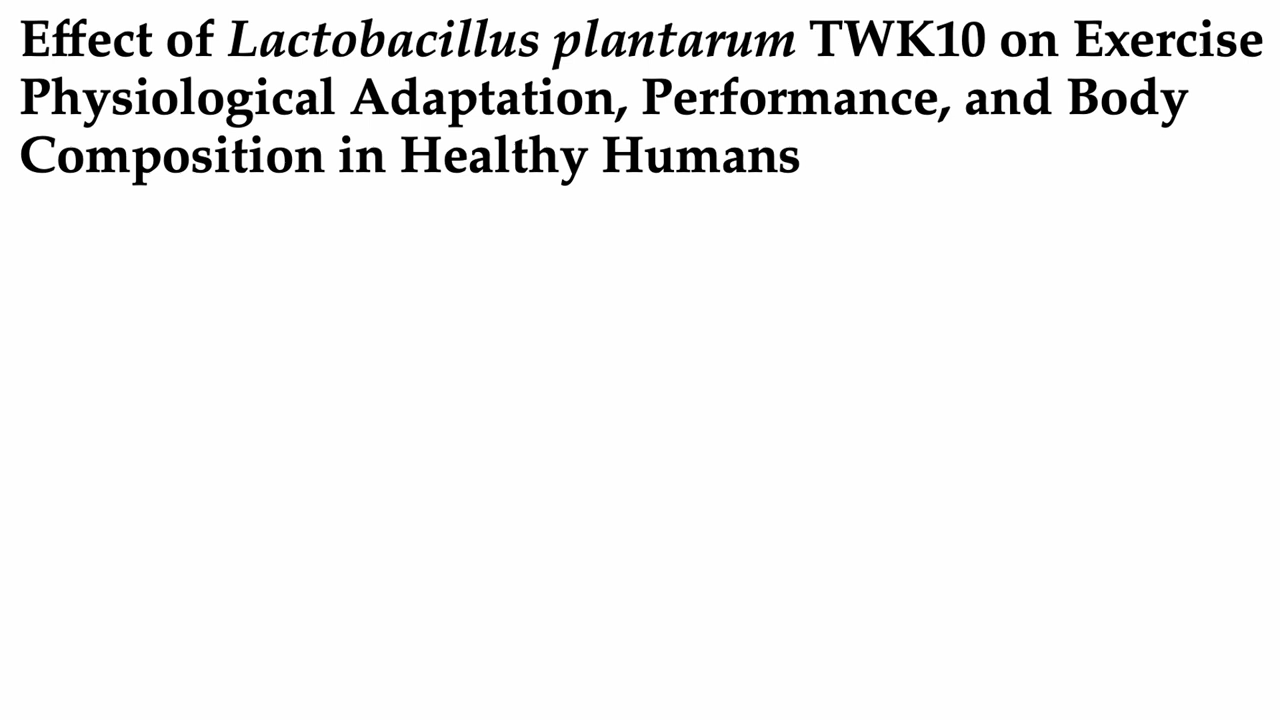 Effect of Lactobacillus plantarum TWK10 on Exercise
Physiological Adaptation, Performance, and Body
Composition in Healthy Humans